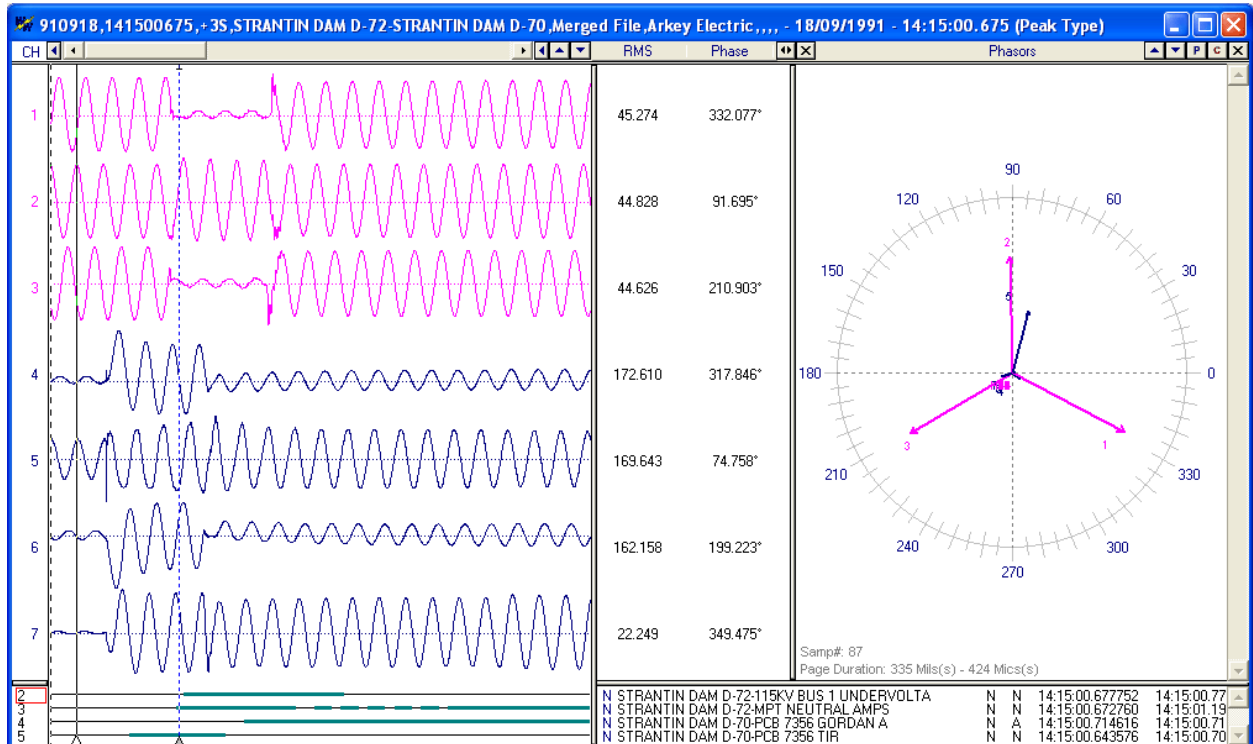 910918,141500675,+3S,STRANTIN DAM D-72-STRANTIN DAM D-70,Merged File,Arkey Electric,,,, - 18/09/1991 - 14:15:00.675 (Peak Type)
CH RMS Phase Phasors P C
1 45.274 332.077°
2 44.828 91.695°
3 44.626 210.903°
4 172.610 317.846°
5 169.643 74.758°
6 162.158 199.223°
7 22.249 349.475°
90
120 60
2
150 30
180 0
3 1
210 330
240 300
270
Samp#: 87
Page Duration: 335 Mils(s) - 424 Mics(s)
2 N STRANTIN DAM D-72-115KV BUS 1 UNDERVOLTA N N 14:15:00.677752 14:15:00.77
3 N STRANTIN DAM D-72-MPT NEUTRAL AMPS N N 14:15:00.672760 14:15:01.19
4 N STRANTIN DAM D-70-PCB 7356 GORDAN A N A 14:15:00.714616 14:15:00.71
5 N STRANTIN DAM D-70-PCB 7356 TIR N N 14:15:00.643576 14:15:00.70